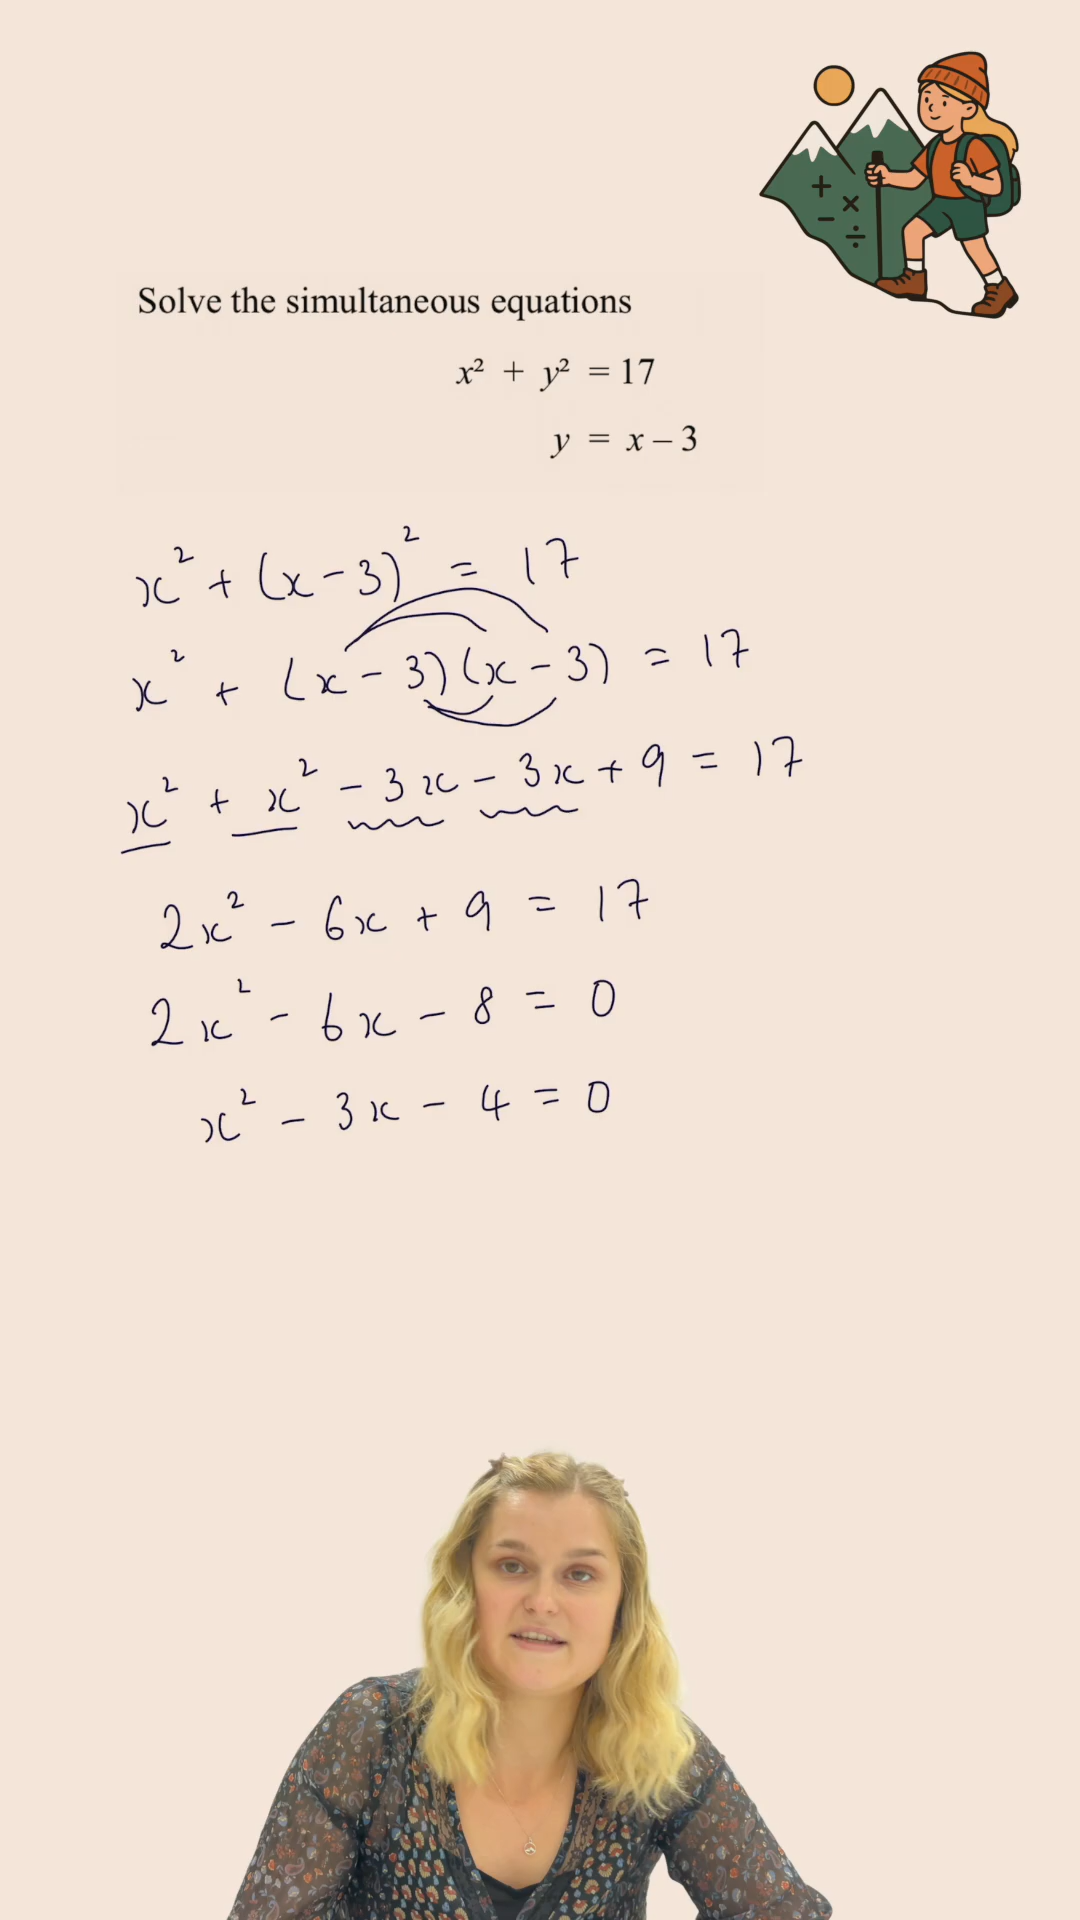 +
×
−
÷
Solve the simultaneous equations
x² + y² = 17
y = x – 3
x² + (x – 3)² = 17
x² + (x – 3)(x – 3) = 17
x² + x² – 3x – 3x + 9 = 17
2x² – 6x + 9 = 17
2x² – 6x – 8 = 0
x² – 3x – 4 = 0